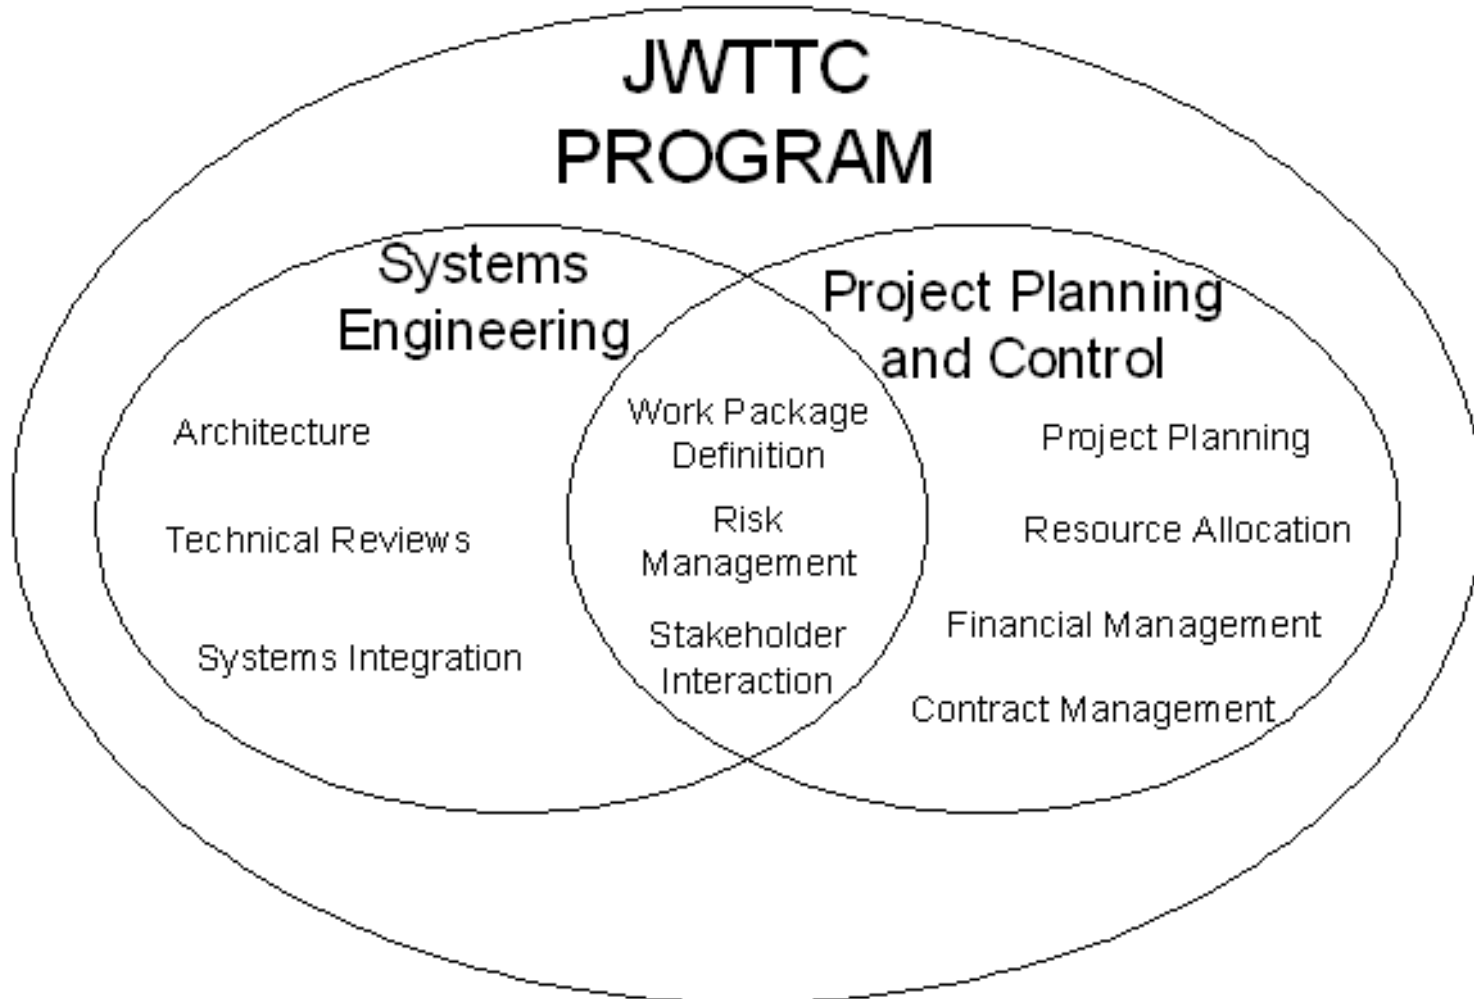 JWTTC
PROGRAM
Systems
Engineering
Architecture
Technical Reviews
Systems Integration
Work Package
Definition
Risk
Management
Stakeholder
Interaction
Project Planning
and Control
Project Planning
Resource Allocation
Financial Management
Contract Management